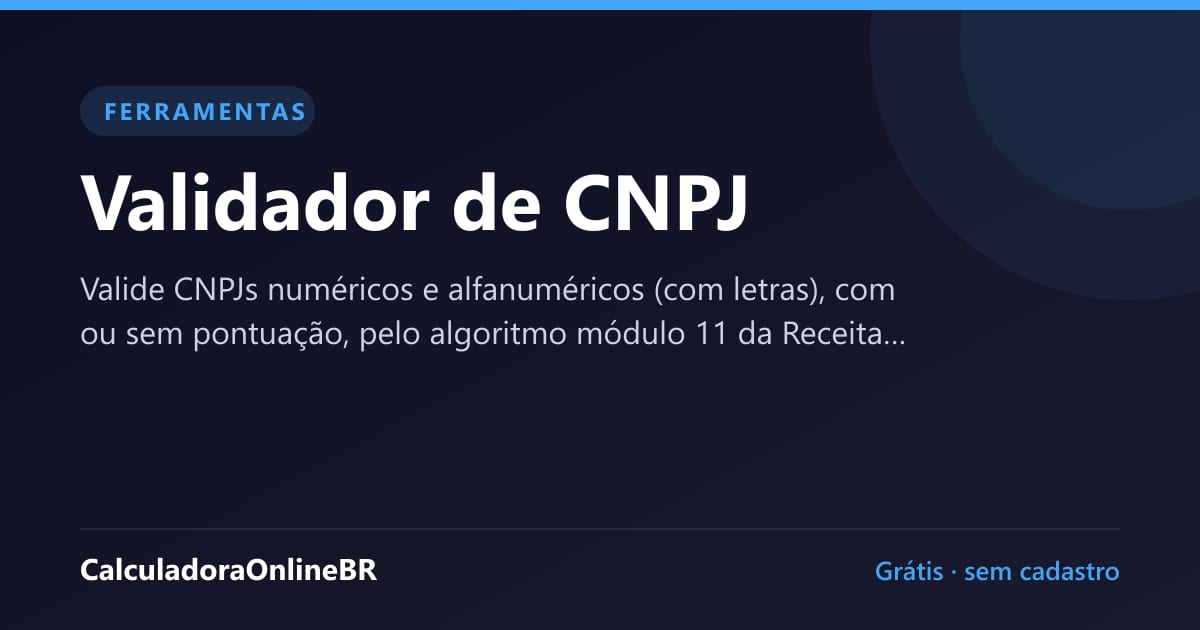 FERRAMENTAS
Validador de CNPJ
Valide CNPJs numéricos e alfanuméricos (com letras), com
ou sem pontuação, pelo algoritmo módulo 11 da Receita...
CalculadoraOnlineBR
Grátis · sem cadastro